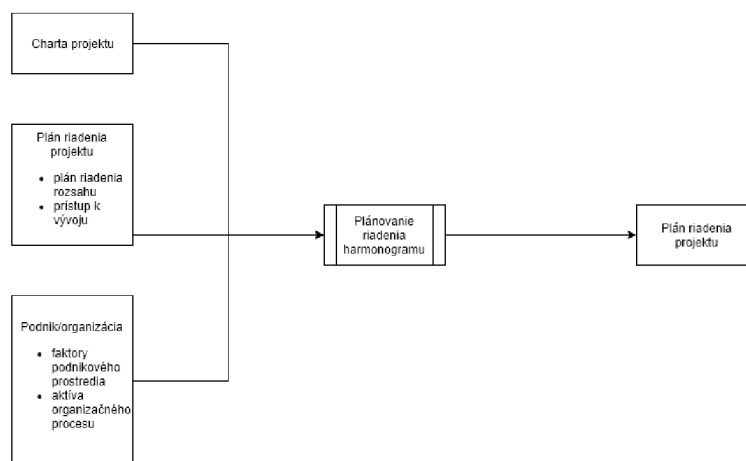 Charta projektu
Plán riadenia
projektu
plán riadenia
rozsahu
prístup k
vývoju
Podnik/organizácia
faktory
podnikového
prostredia
aktíva
organizačného
procesu
Plánovanie
riadenia
harmonogramu
Plán riadenia
projektu